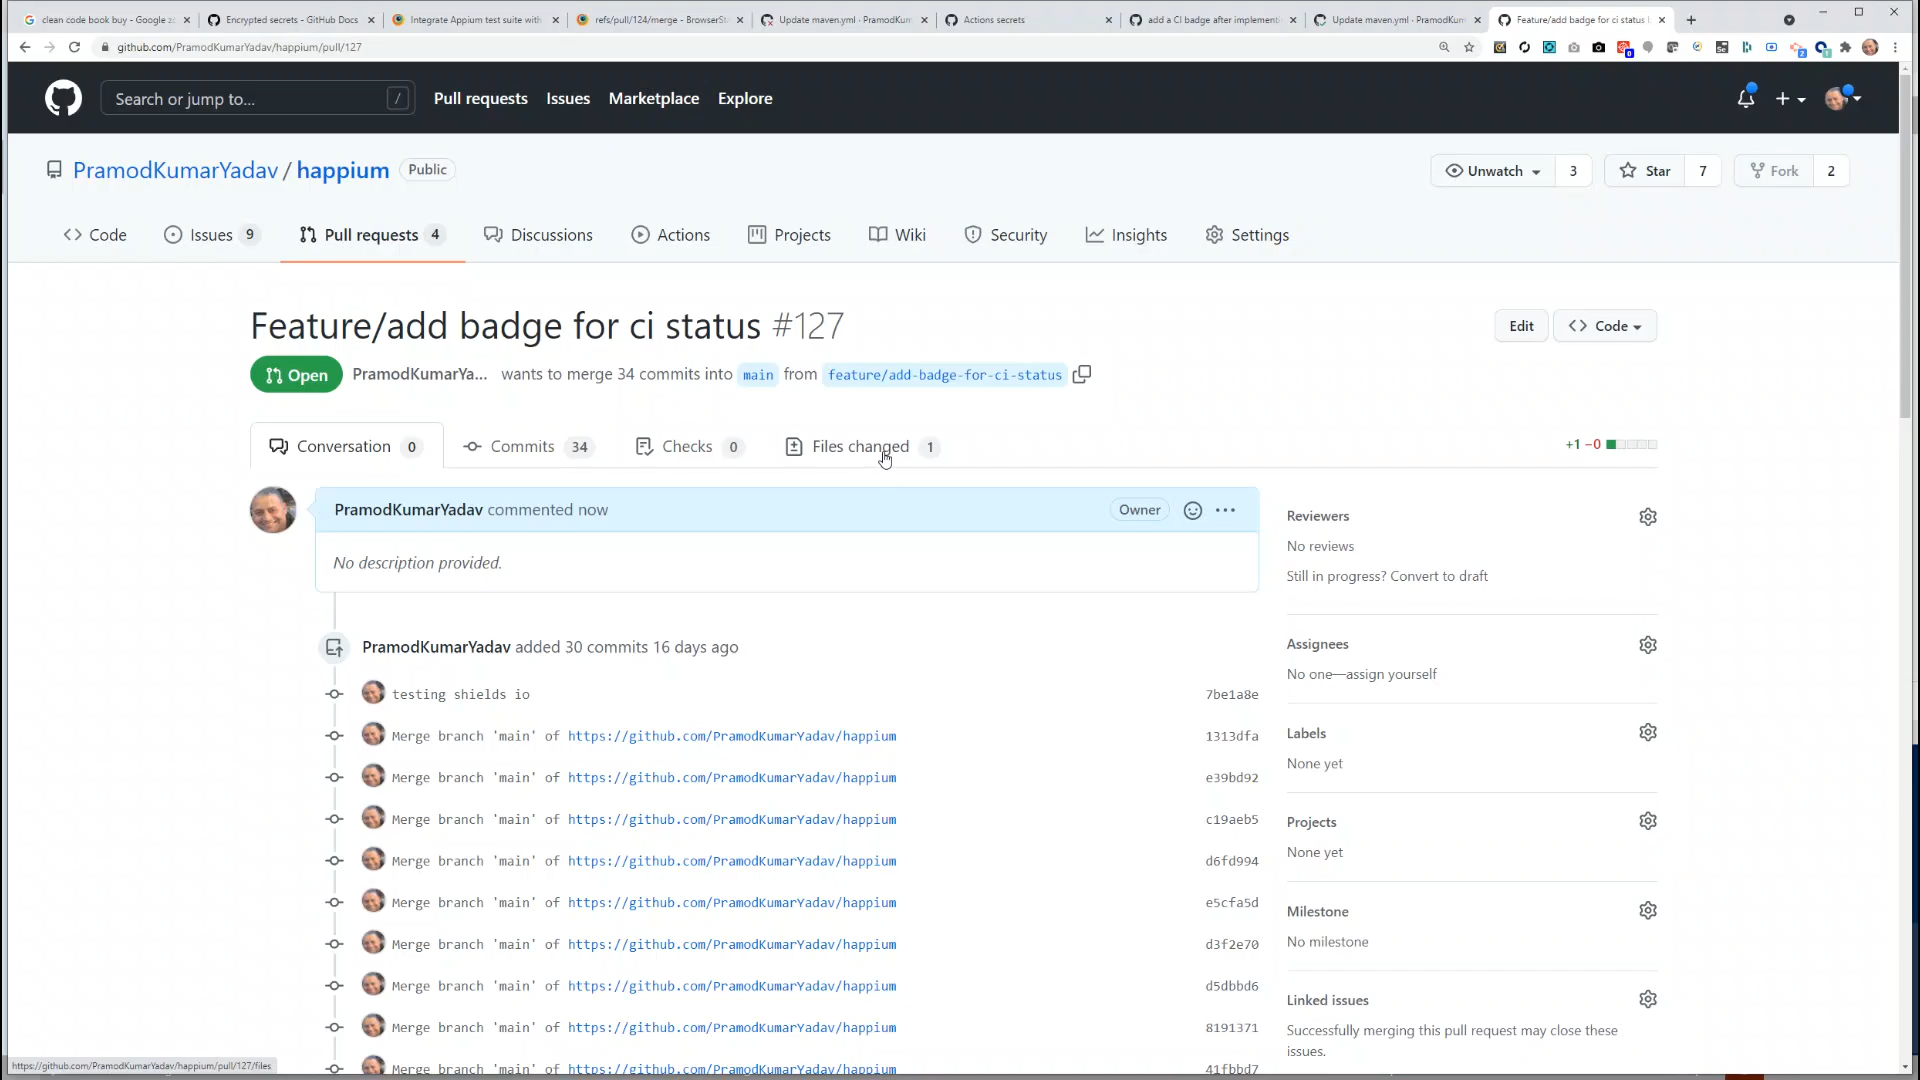 clean code book buy - Google
Encrypted secrets - GitHub Docs
Integrate Appium test suite with
refs/pull/124/merge - BrowserSt
Update maven.yml · PramodKum
Actions secrets
add a CI badge after implementi
Update maven.yml · PramodKum
Feature/add badge for ci status
github.com/PramodKumarYadav/happium/pull/127
Search or jump to... /
Pull requests Issues Marketplace Explore
PramodKumarYadav / happium Public
Unwatch 3 Star 7 Fork 2
Code Issues 9 Pull requests 4 Discussions Actions Projects Wiki Security Insights Settings
Feature/add badge for ci status #127
Edit Code
Open PramodKumarYa... wants to merge 34 commits into main from feature/add-badge-for-ci-status
Conversation 0 Commits 34 Checks 0 Files changed 1
+1 −0
PramodKumarYadav commented now Owner
No description provided.
PramodKumarYadav added 30 commits 16 days ago
testing shields io 7be1a8e
Merge branch 'main' of https://github.com/PramodKumarYadav/happium 1313dfa
Merge branch 'main' of https://github.com/PramodKumarYadav/happium e39bd92
Merge branch 'main' of https://github.com/PramodKumarYadav/happium c19aeb5
Merge branch 'main' of https://github.com/PramodKumarYadav/happium d6fd994
Merge branch 'main' of https://github.com/PramodKumarYadav/happium e5cfa5d
Merge branch 'main' of https://github.com/PramodKumarYadav/happium d3f2e70
Merge branch 'main' of https://github.com/PramodKumarYadav/happium d5dbbd6
Merge branch 'main' of https://github.com/PramodKumarYadav/happium 8191371
Merge branch 'main' of https://github.com/PramodKumarYadav/happium 41fbbd7
Reviewers
No reviews
Still in progress? Convert to draft
Assignees
No one—assign yourself
Labels
None yet
Projects
None yet
Milestone
No milestone
Linked issues
Successfully merging this pull request may close these
issues.
https://github.com/PramodKumarYadav/happium/pull/127/files